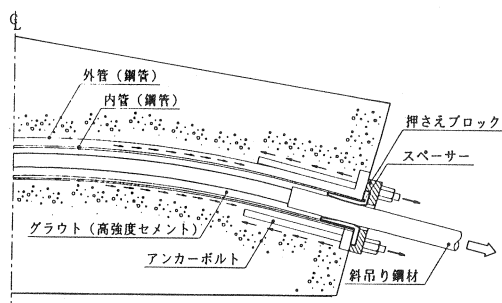 ℄
外管(鋼管)
内管(鋼管)
押さえブロック
スペーサー
グラウト(高強度セメント)
アンカーボルト
斜吊り鋼材